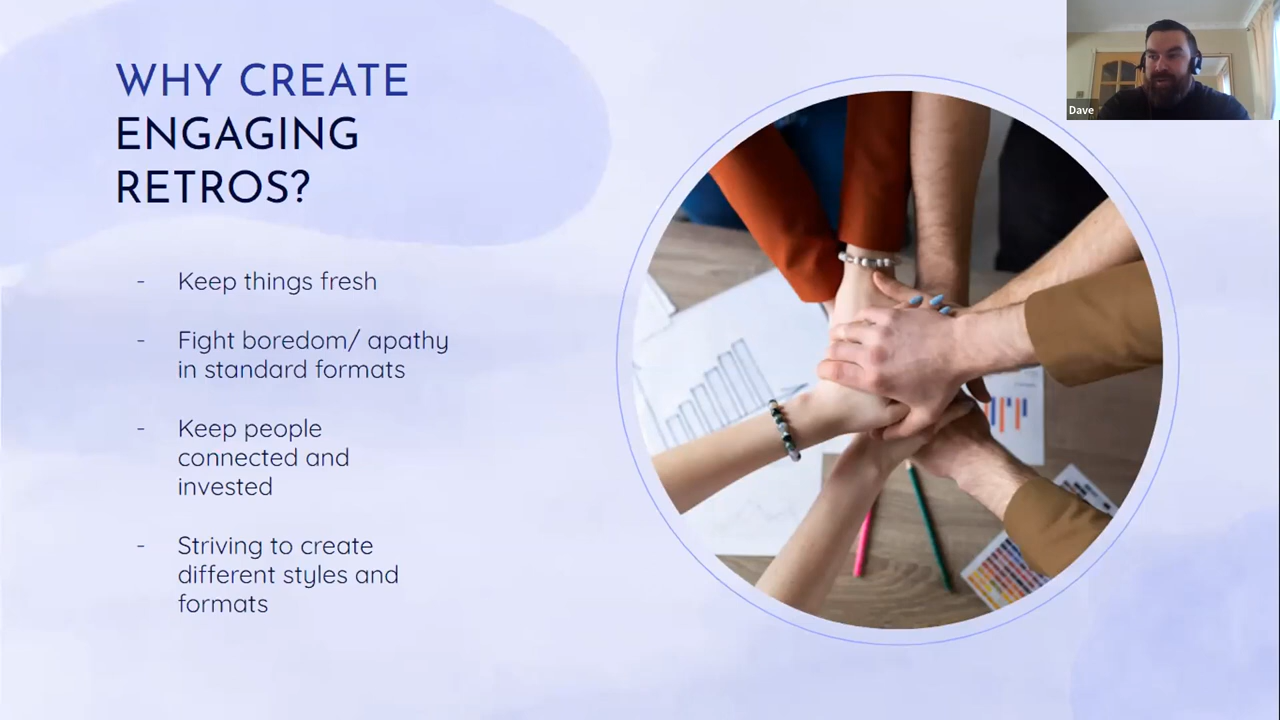 WHY CREATE
ENGAGING
RETROS?
- Keep things fresh
- Fight boredom/ apathy
in standard formats
- Keep people
connected and
invested
- Striving to create
different styles and
formats
Dave